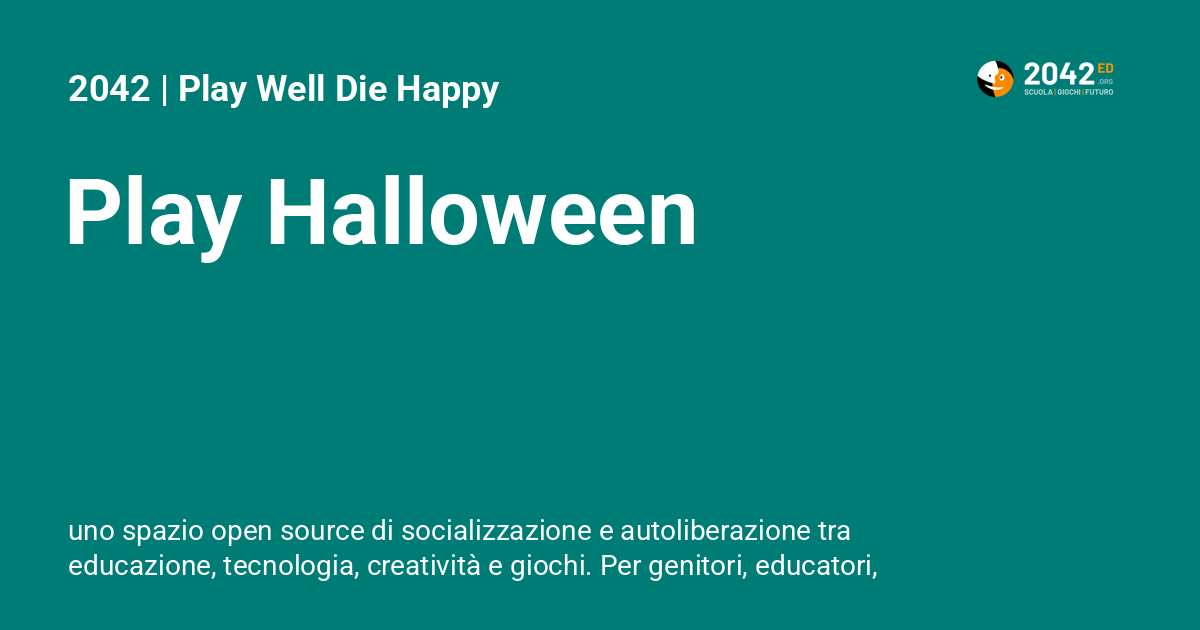 2042 | Play Well Die Happy
2042 ED
.ORG
SCUOLA | GIOCHI | FUTURO
Play Halloween
uno spazio open source di socializzazione e autoliberazione tra
educazione, tecnologia, creatività e giochi. Per genitori, educatori,